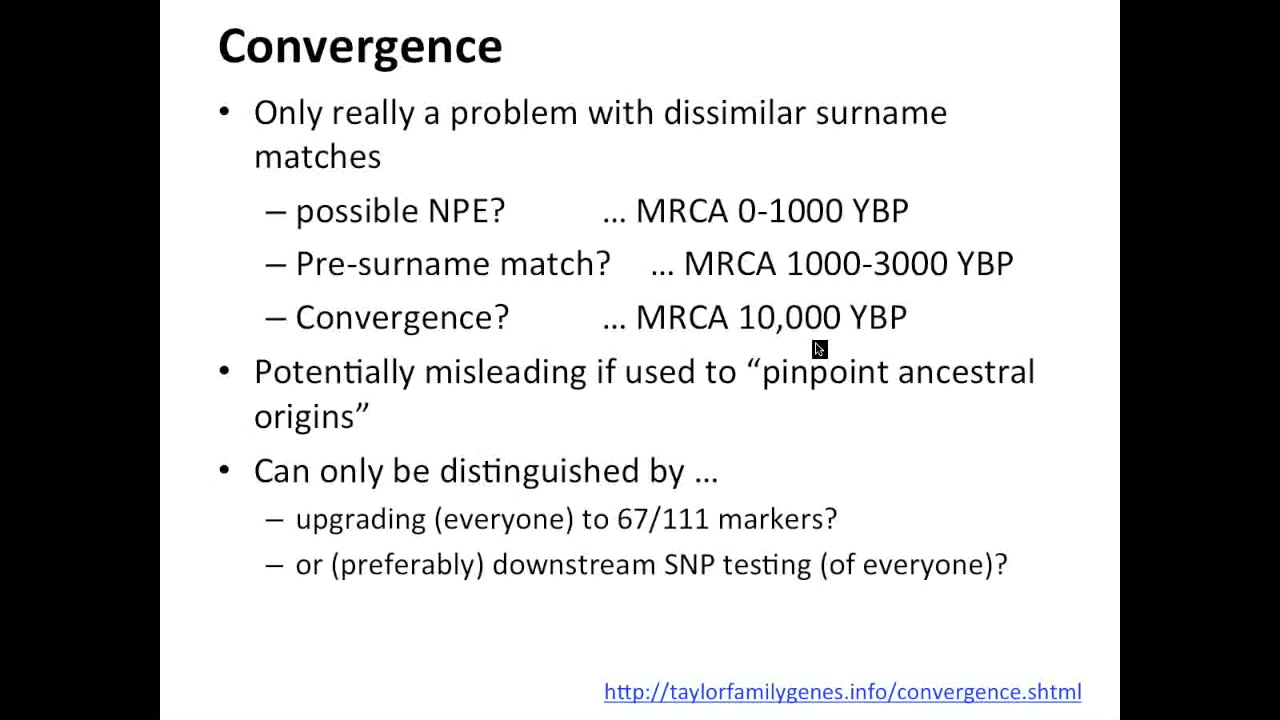 Convergence
• Only really a problem with dissimilar surname
matches
– possible NPE? ... MRCA 0-1000 YBP
– Pre-surname match? ... MRCA 1000-3000 YBP
– Convergence? ... MRCA 10,000 YBP
• Potentially misleading if used to “pinpoint ancestral
origins”
• Can only be distinguished by ...
– upgrading (everyone) to 67/111 markers?
– or (preferably) downstream SNP testing (of everyone)?
http://taylorfamilygenes.info/convergence.shtml